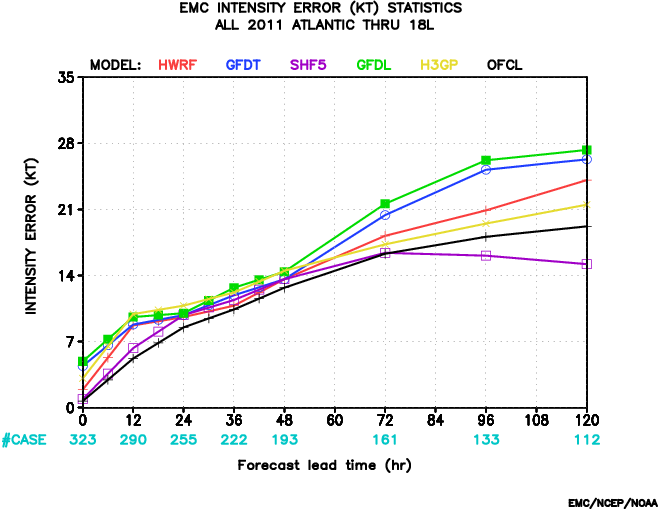 EMC INTENSITY ERROR (KT) STATISTICS
ALL 2011 ATLANTIC THRU 18L
MODEL: HWRF GFDT SHF5 GFDL H3GP OFCL
INTENSITY ERROR (KT)
35
28
21
14
7
0
0 12 24 36 48 60 72 84 96 108 120
#CASE 323 290 255 222 193 161 133 112
Forecast lead time (hr)
EMC/NCEP/NOAA